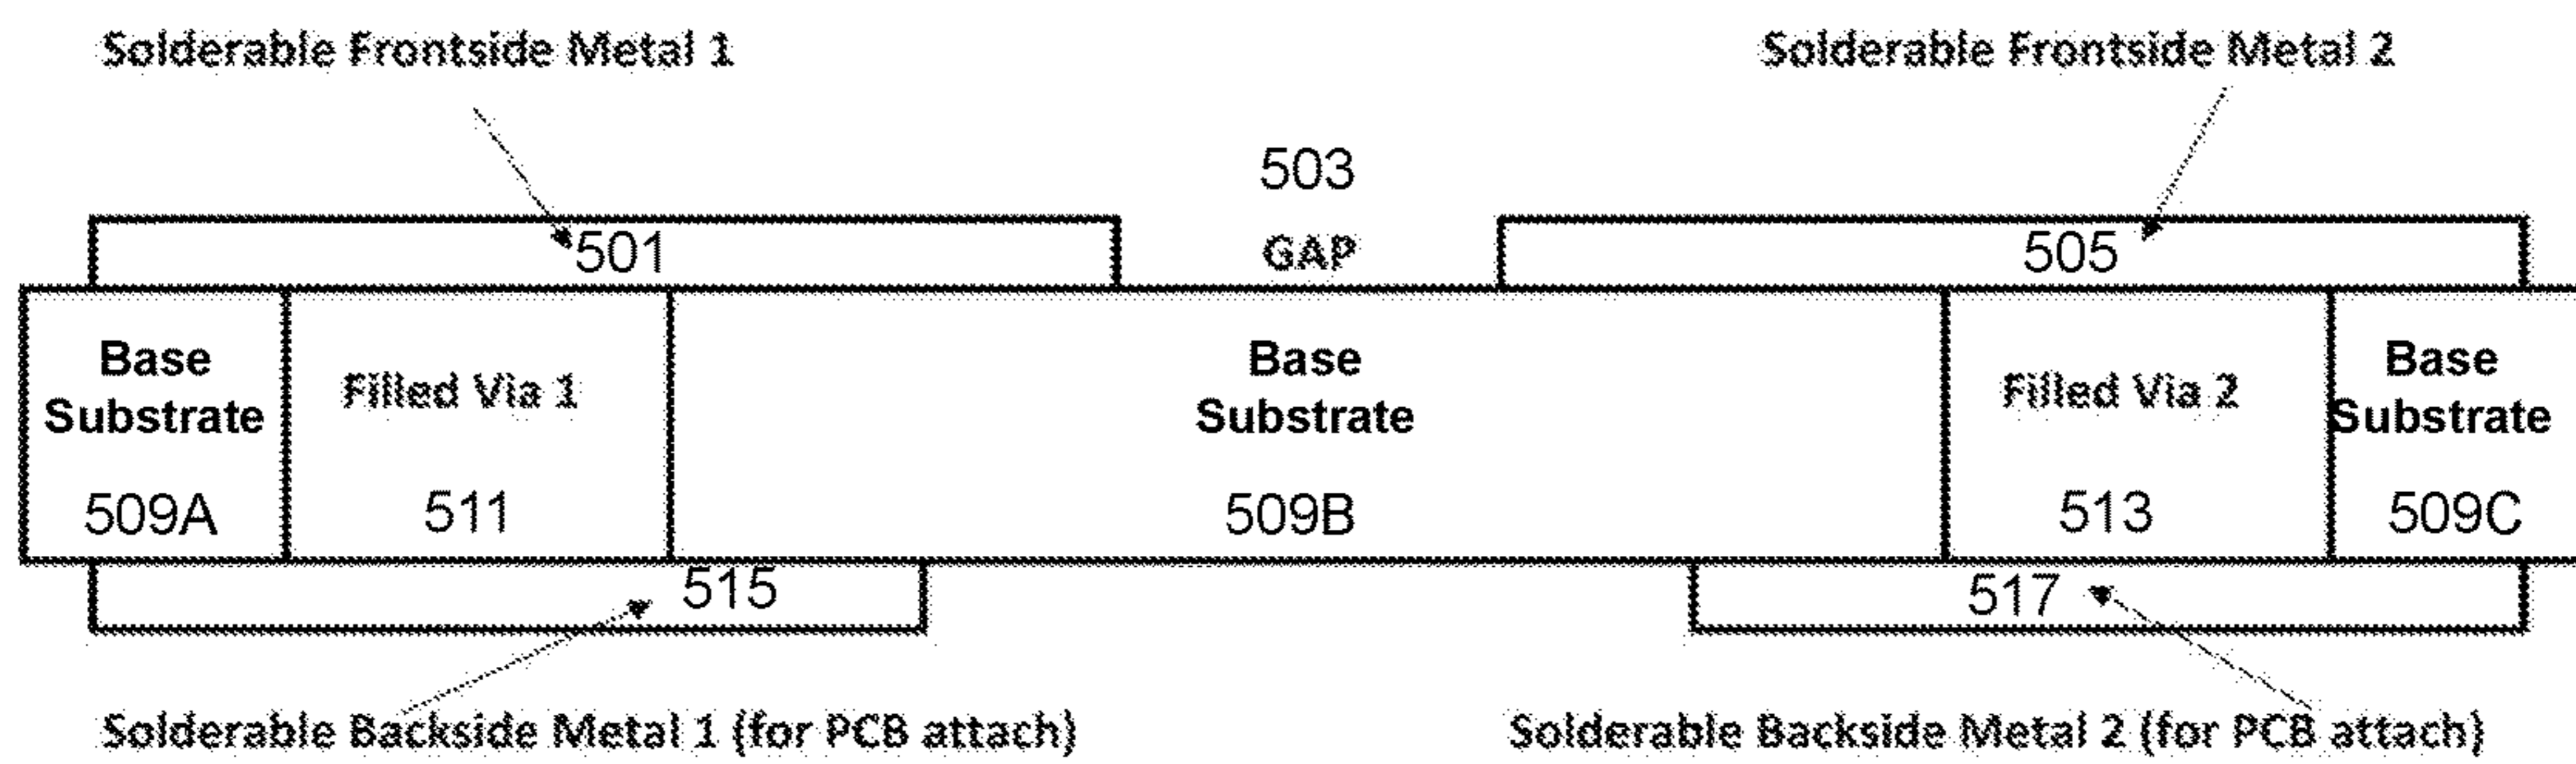 Solderable Frontside Metal 1
Solderable Frontside Metal 2
503
GAP
501
505
Base
Substrate
509A
Filled Via 1
511
Base
Substrate
509B
Filled Via 2
513
Base
Substrate
509C
515
517
Solderable Backside Metal 1 (for PCB attach)
Solderable Backside Metal 2 (for PCB attach)